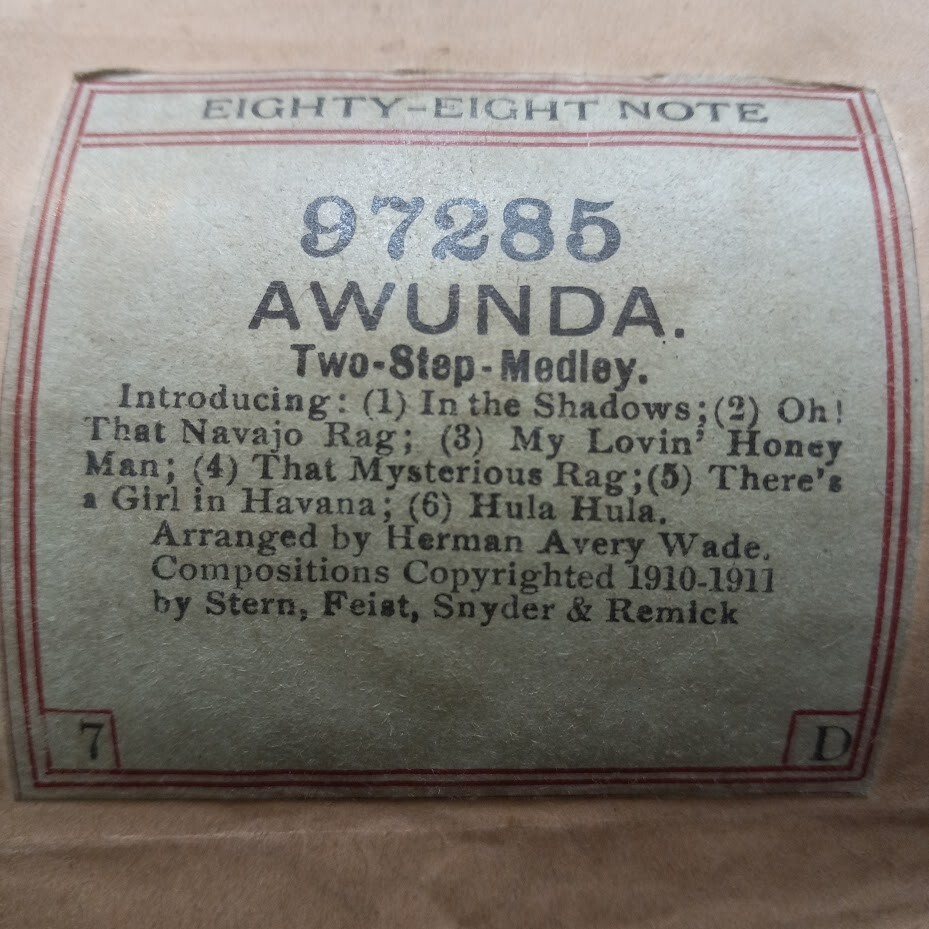 EIGHTY-EIGHT NOTE
97285
AWUNDA.
Two-Step-Medley.
Introducing: (1) In the Shadows; (2) Oh!
That Navajo Rag; (3) My Lovin' Honey
Man; (4) That Mysterious Rag; (5) There's
a Girl in Havana; (6) Hula Hula.
Arranged by Herman Avery Wade.
Compositions Copyrighted 1910-1911
by Stern, Feist, Snyder & Remick
7
D